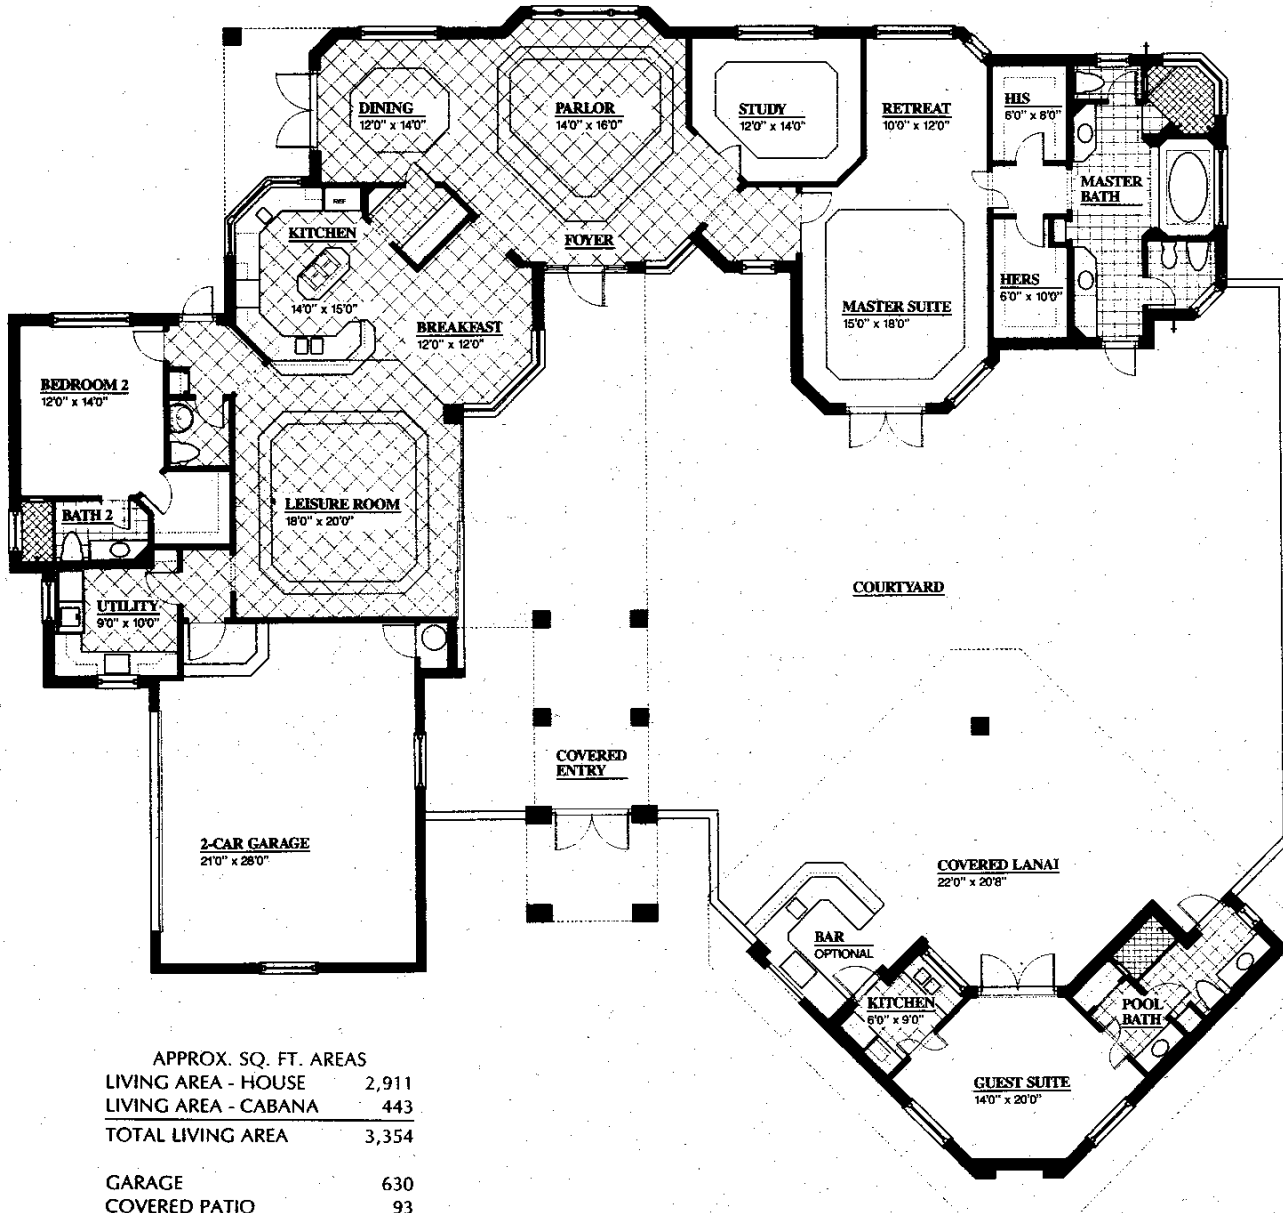 DINING
12'0" x 14'0"
PARLOR
14'0" x 16'0"
STUDY
12'0" x 14'0"
RETREAT
10'0" x 12'0"
HIS
6'0" x 8'0"
MASTER
BATH
REF
KITCHEN
14'0" x 15'0"
FOYER
HERS
6'0" x 10'0"
MASTER SUITE
15'0" x 18'0"
BREAKFAST
12'0" x 12'0"
BEDROOM 2
12'0" x 14'0"
LEISURE ROOM
18'0" x 20'0"
BATH 2
UTILITY
9'0" x 10'0"
COURTYARD
COVERED
ENTRY
2-CAR GARAGE
21'0" x 28'0"
COVERED LANAI
22'0" x 20'8"
BAR
OPTIONAL
KITCHEN
6'0" x 9'0"
POOL
BATH
GUEST SUITE
14'0" x 20'0"
APPROX. SQ. FT. AREAS
LIVING AREA - HOUSE 2,911
LIVING AREA - CABANA 443
TOTAL LIVING AREA 3,354
GARAGE 630
COVERED PATIO 93